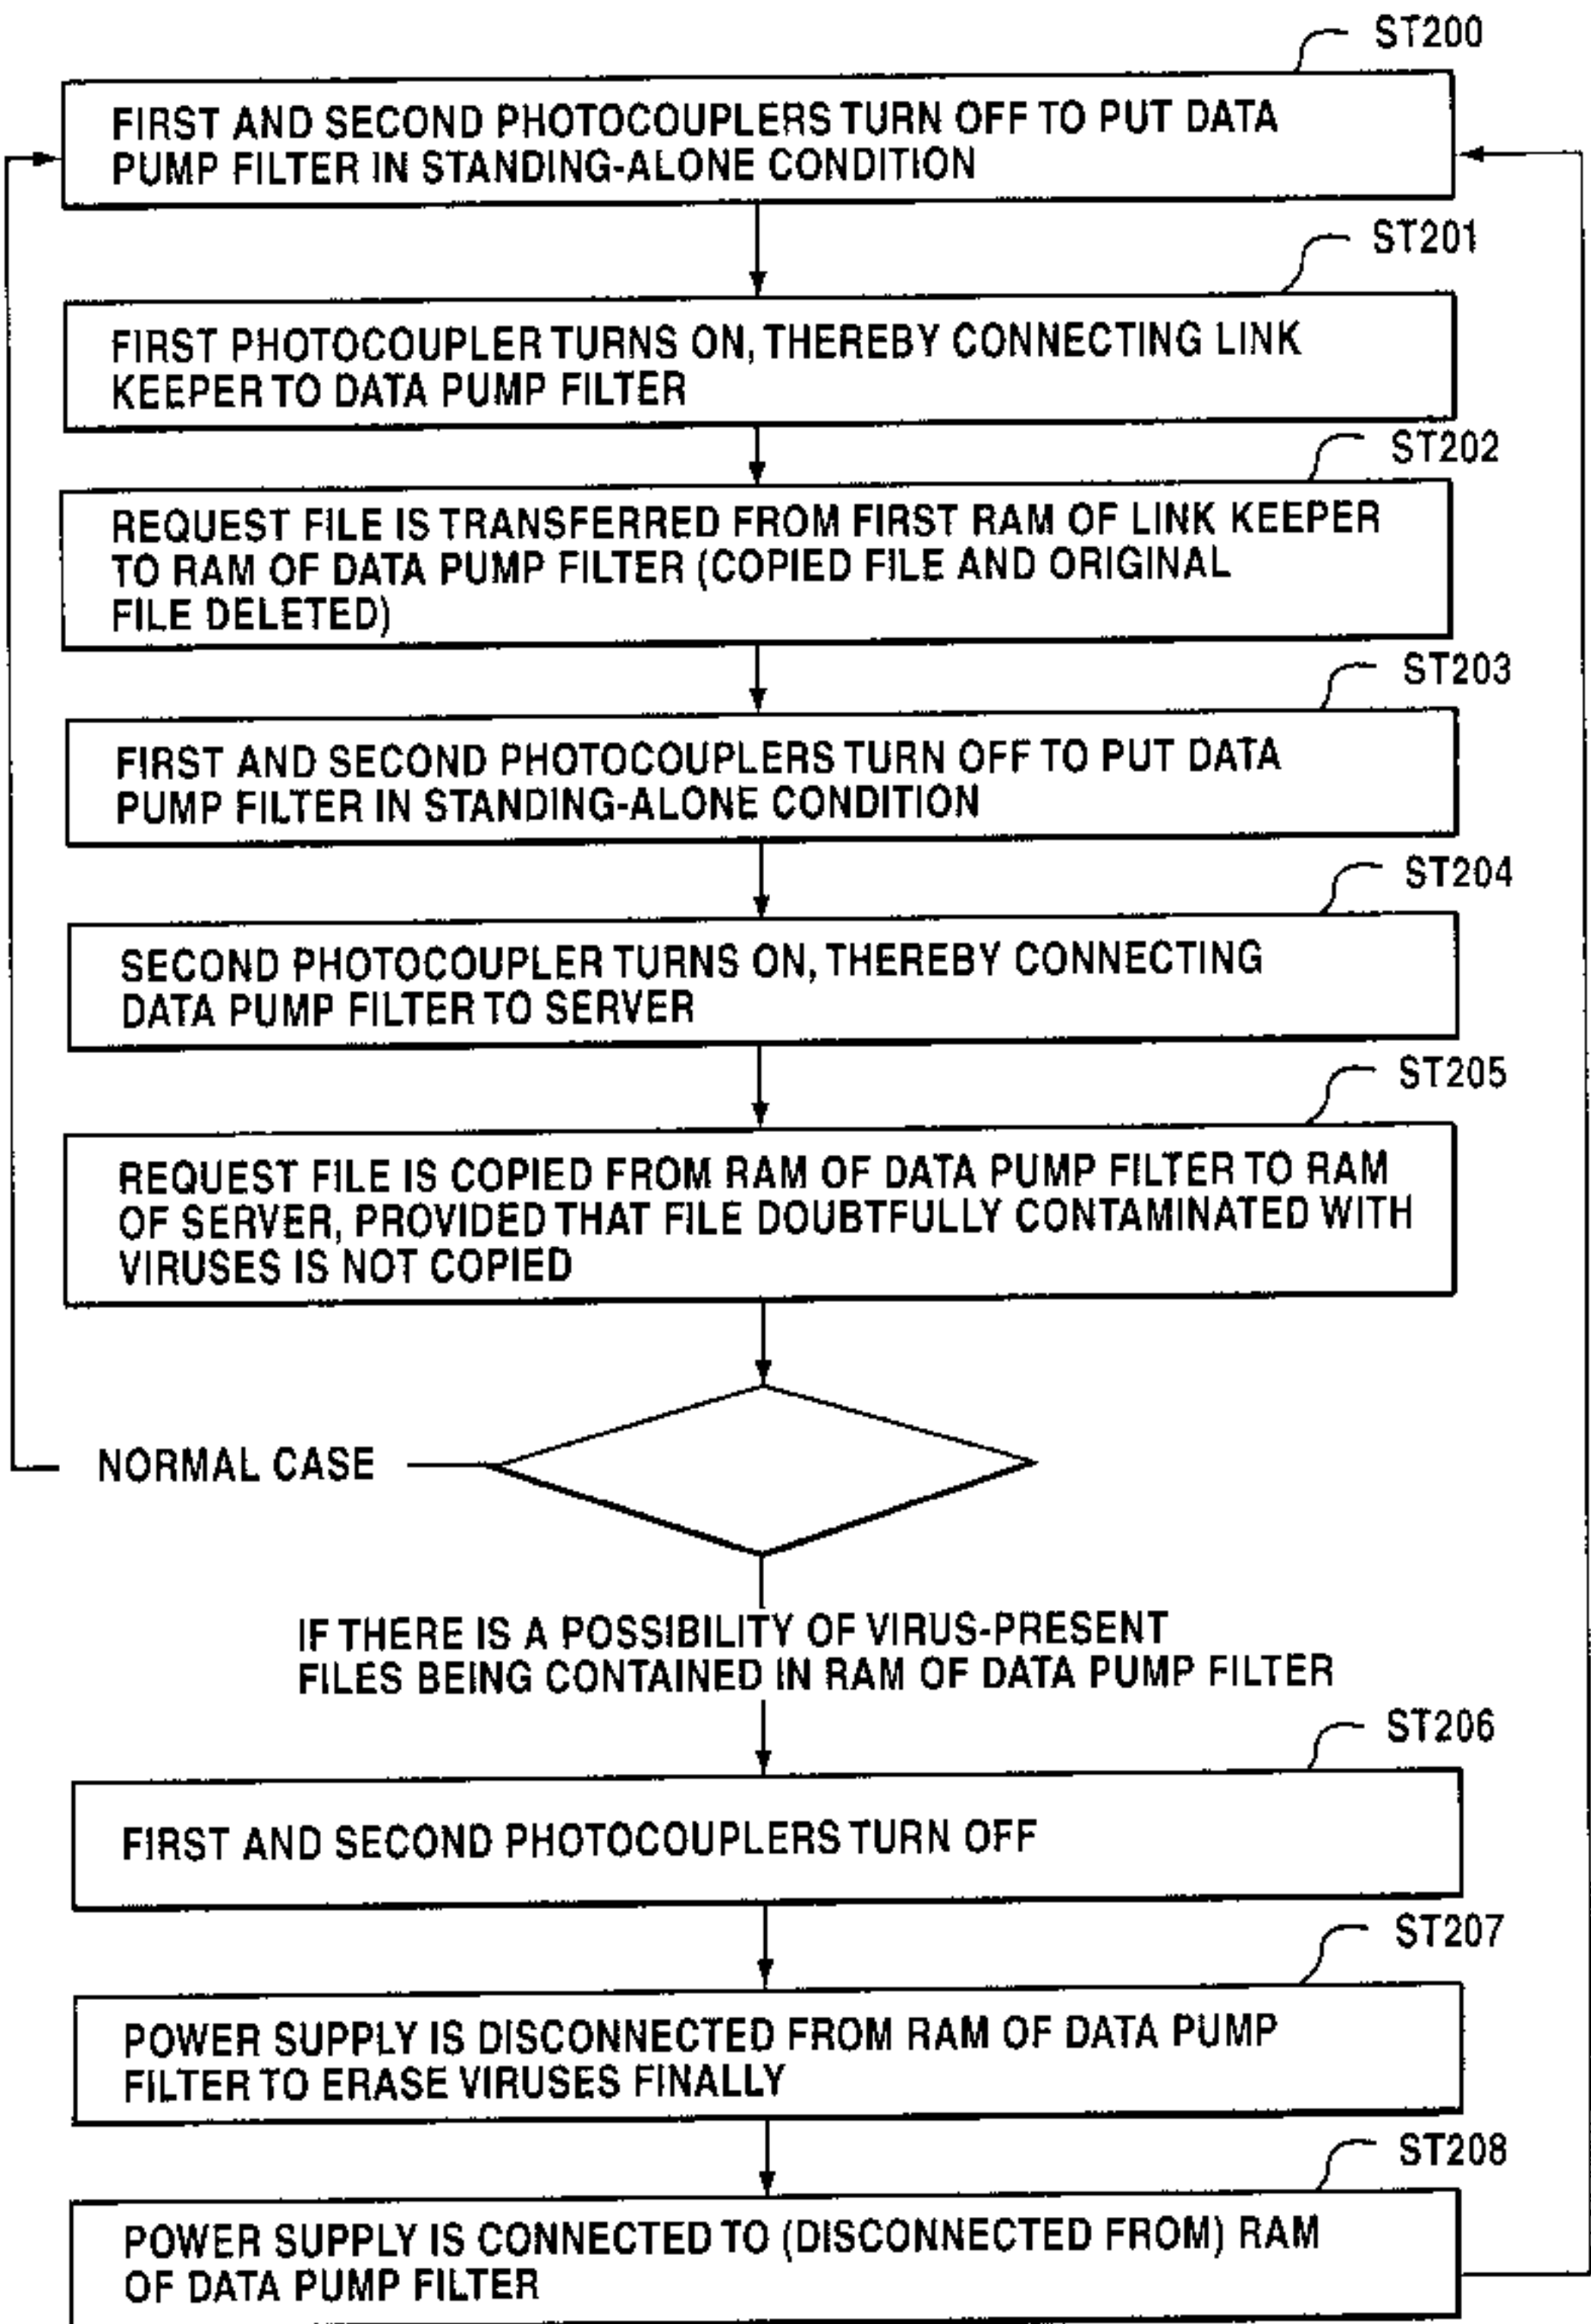 ST200
FIRST AND SECOND PHOTOCOUPLERS TURN OFF TO PUT DATA
PUMP FILTER IN STANDING-ALONE CONDITION
ST201
FIRST PHOTOCOUPLER TURNS ON, THEREBY CONNECTING LINK
KEEPER TO DATA PUMP FILTER
ST202
REQUEST FILE IS TRANSFERRED FROM FIRST RAM OF LINK KEEPER
TO RAM OF DATA PUMP FILTER (COPIED FILE AND ORIGINAL
FILE DELETED)
ST203
FIRST AND SECOND PHOTOCOUPLERS TURN OFF TO PUT DATA
PUMP FILTER IN STANDING-ALONE CONDITION
ST204
SECOND PHOTOCOUPLER TURNS ON, THEREBY CONNECTING
DATA PUMP FILTER TO SERVER
ST205
REQUEST FILE IS COPIED FROM RAM OF DATA PUMP FILTER TO RAM
OF SERVER, PROVIDED THAT FILE DOUBTFULLY CONTAMINATED WITH
VIRUSES IS NOT COPIED
NORMAL CASE
IF THERE IS A POSSIBILITY OF VIRUS-PRESENT
FILES BEING CONTAINED IN RAM OF DATA PUMP FILTER
ST206
FIRST AND SECOND PHOTOCOUPLERS TURN OFF
ST207
POWER SUPPLY IS DISCONNECTED FROM RAM OF DATA PUMP
FILTER TO ERASE VIRUSES FINALLY
ST208
POWER SUPPLY IS CONNECTED TO (DISCONNECTED FROM) RAM
OF DATA PUMP FILTER